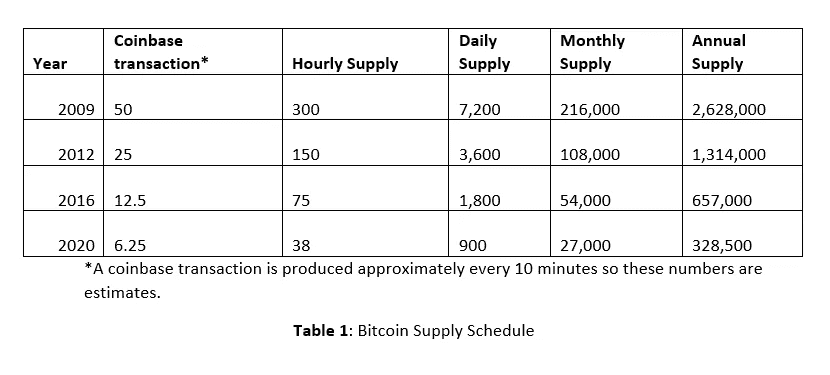 Year Coinbase transaction* Hourly Supply Daily Supply Monthly Supply Annual Supply
2009 50 300 7,200 216,000 2,628,000
2012 25 150 3,600 108,000 1,314,000
2016 12.5 75 1,800 54,000 657,000
2020 6.25 38 900 27,000 328,500
*A coinbase transaction is produced approximately every 10 minutes so these numbers are
estimates.
Table 1: Bitcoin Supply Schedule